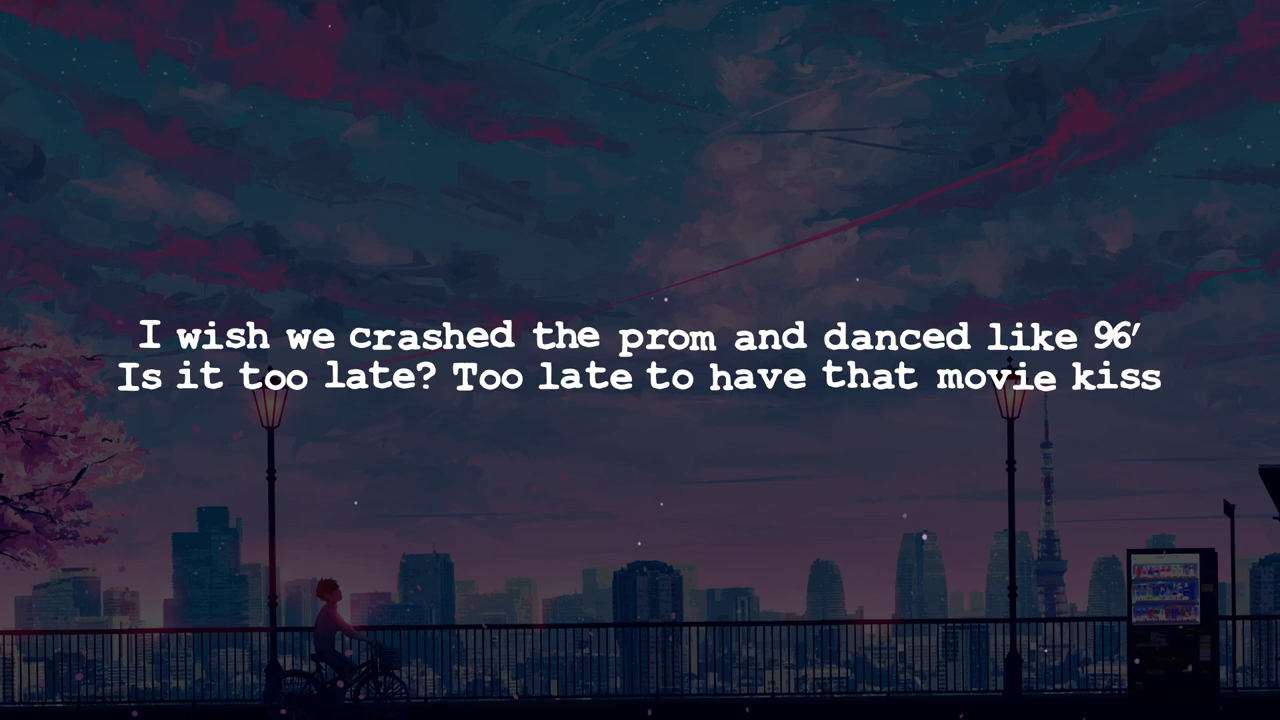 I wish we crashed the prom and danced like 96’
Is it too late? Too late to have that movie kiss